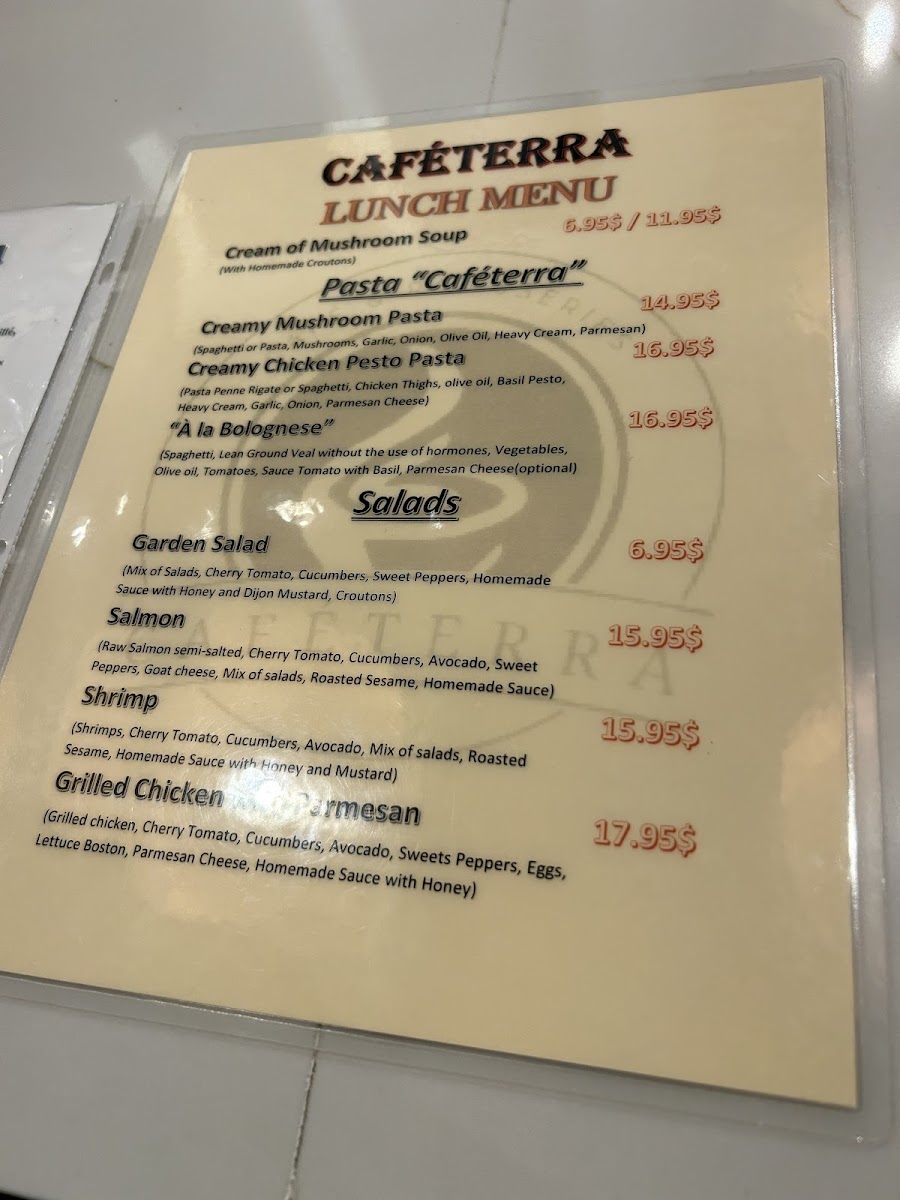 CAFÉTERRA
LUNCH MENU
Cream of Mushroom Soup 6.95$ / 11.95$
(With Homemade Croutons)
Pasta “Caféterra”
Creamy Mushroom Pasta 14.95$
(Spaghetti or Pasta, Mushrooms, Garlic, Onion, Olive Oil, Heavy Cream, Parmesan)
Creamy Chicken Pesto Pasta 16.95$
(Pasta Penne Rigate or Spaghetti, Chicken Thighs, olive oil, Basil Pesto,
Heavy Cream, Garlic, Onion, Parmesan Cheese)
“À la Bolognese” 16.95$
(Spaghetti, Lean Ground Veal without the use of hormones, Vegetables,
Olive oil, Tomatoes, Sauce Tomato with Basil, Parmesan Cheese(optional)
Salads
Garden Salad 6.95$
(Mix of Salads, Cherry Tomato, Cucumbers, Sweet Peppers, Homemade
Sauce with Honey and Dijon Mustard, Croutons)
Salmon 15.95$
(Raw Salmon semi-salted, Cherry Tomato, Cucumbers, Avocado, Sweet
Peppers, Goat cheese, Mix of salads, Roasted Sesame, Homemade Sauce)
Shrimp 15.95$
(Shrimps, Cherry Tomato, Cucumbers, Avocado, Mix of salads, Roasted
Sesame, Homemade Sauce with Honey and Mustard)
Grilled Chicken Parmesan 17.95$
(Grilled chicken, Cherry Tomato, Cucumbers, Avocado, Sweets Peppers, Eggs,
Lettuce Boston, Parmesan Cheese, Homemade Sauce with Honey)
CAFÉTERRA